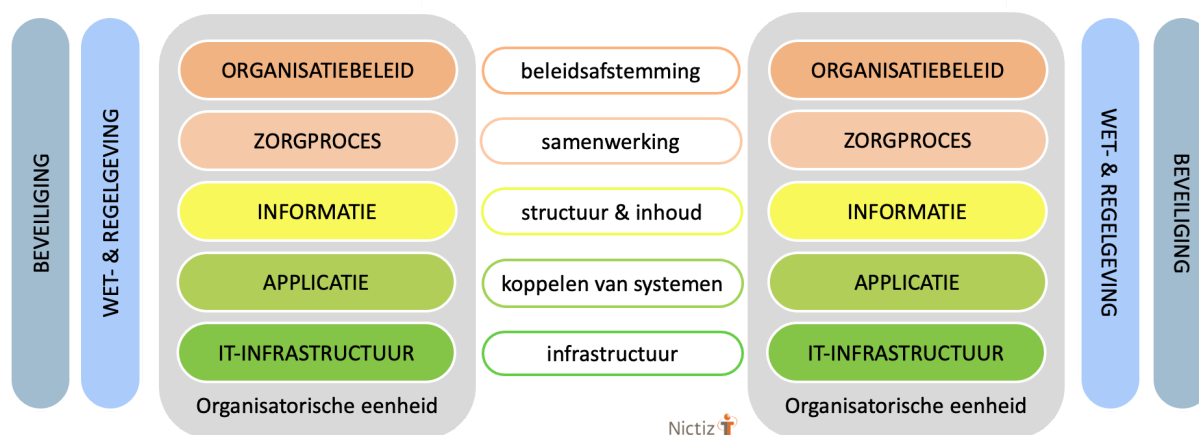 BEVEILIGING
WET- & REGELGEVING
ORGANISATIEBELEID
ZORGPROCES
INFORMATIE
APPLICATIE
IT-INFRASTRUCTUUR
Organisatorische eenheid
beleidsafstemming
samenwerking
structuur & inhoud
koppelen van systemen
infrastructuur
Nictiz
ORGANISATIEBELEID
ZORGPROCES
INFORMATIE
APPLICATIE
IT-INFRASTRUCTUUR
Organisatorische eenheid
WET- & REGELGEVING
BEVEILIGING